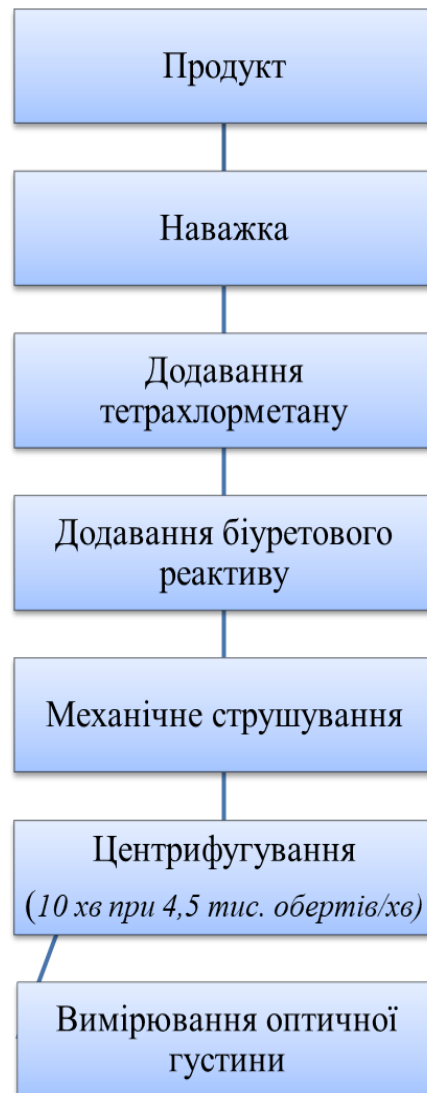 Продукт
Наважка
Додавання
тетрахлорметану
Додавання біуретового
реактиву
Механічне струшування
Центрифугування
(10 хв при 4,5 тис. обертів/хв)
Вимірювання оптичної
густини